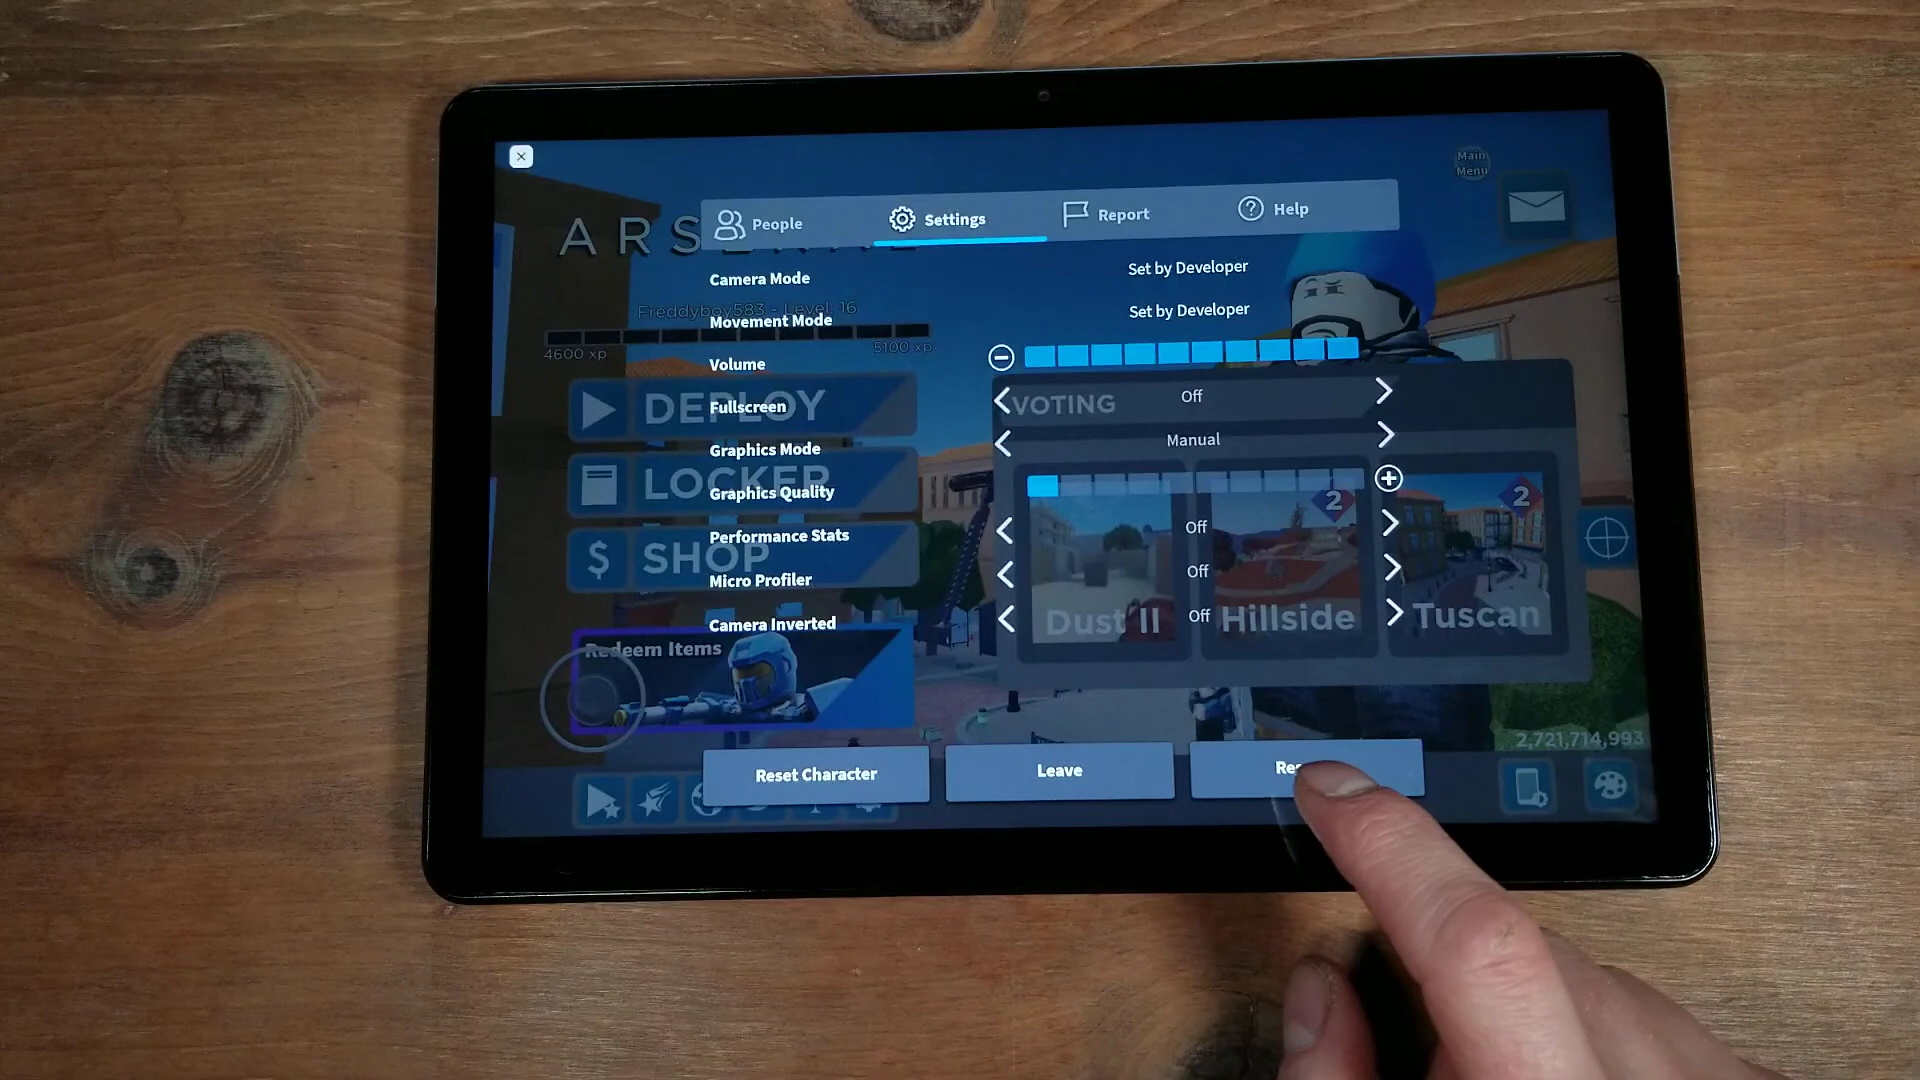 Main
Menu
People
Settings
Report
Help
ARS
Camera Mode
Set by Developer
Freddyboy583 - Level: 16
Movement Mode
Set by Developer
4600 xp
5100 xp
Volume
DEPLOY
Fullscreen
Off
VOTING
Graphics Mode
Manual
LOCKER
Graphics Quality
2
2
Performance Stats
Off
SHOP
$
Micro Profiler
Off
Camera Inverted
Off
Dust II
Hillside
Tuscan
Redeem Items
2,721,714,993
Reset Character
Leave